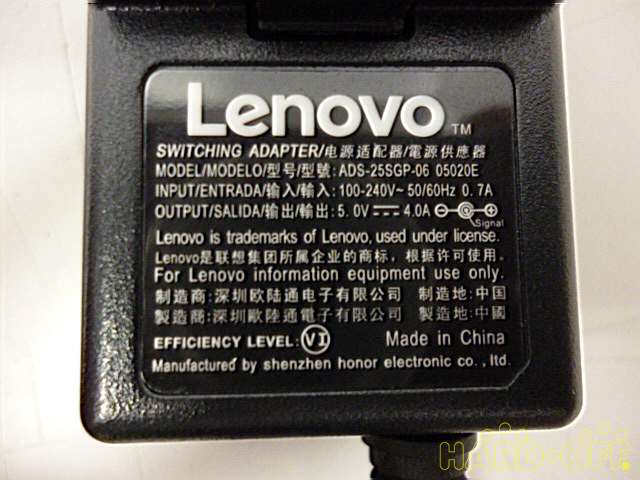 Lenovo TM
SWITCHING ADAPTER/电源适配器/電源供應器
MODEL/MODELO/型号/型號: ADS-25SGP-06 05020E
INPUT/ENTRADA/输入/輸入: 100-240V~ 50/60Hz 0.7A
OUTPUT/SALIDA/输出/輸出: 5.0V⎓4.0A
Signal
Lenovo is trademarks of Lenovo, used under license.
Lenovo是联想集团所属企业的商标，根据许可使用。
For Lenovo information equipment use only.
制造商:深圳欧陆通电子有限公司 制造地:中国
製造商:深圳歐陸通電子有限公司 製造地:中國
EFFICIENCY LEVEL: VI Made in China
Manufactured by shenzhen honor electronic co., ltd.
HARD-OFF